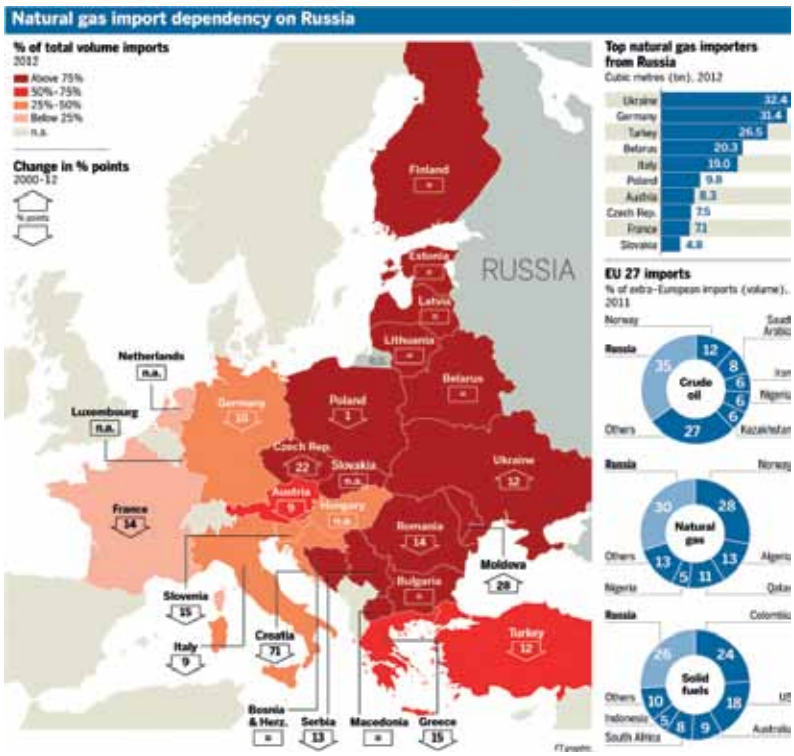 Natural gas import dependency on Russia
% of total volume imports
2012
Above 75%
50%-75%
25%-50%
Below 25%
n.a.
Change in % points
2000-12
% points
Finland
=
Estonia
=
Latvia
=
Lithuania
=
RUSSIA
Belarus
=
Netherlands
n.a.
Luxembourg
n.a.
Germany
Poland
1
Czech Rep.
22
Slovakia
n.a.
Ukraine
12
Austria
9
Hungary
n.a.
France
14
Romania
14
Moldova
28
Bulgaria
=
Slovenia
15
Italy
9
Croatia
71
Turkey
12
Bosnia
& Herz.
=
Serbia
13
Macedonia
=
Greece
15
FT graphic
Top natural gas importers
from Russia
Cubic metres (bn), 2012
Ukraine 32.4
Germany 31.4
Turkey 26.5
Belarus 20.3
Italy 19.0
Poland 9.8
Austria 8.3
Czech Rep. 7.5
France 7.1
Slovakia 4.8
EU 27 imports
% of extra-European imports (volume),
2011
Crude
oil
Norway 12
Saudi
Arabia 8
Iran 6
Nigeria 6
Kazakhstan 6
Others 27
Russia 35
Natural
gas
Norway 28
Algeria 13
Qatar 11
Nigeria 5
Others 13
Russia 30
Solid
fuels
Colombia 24
US 18
Australia 9
South Africa 8
Indonesia 5
Others 10
Russia 26